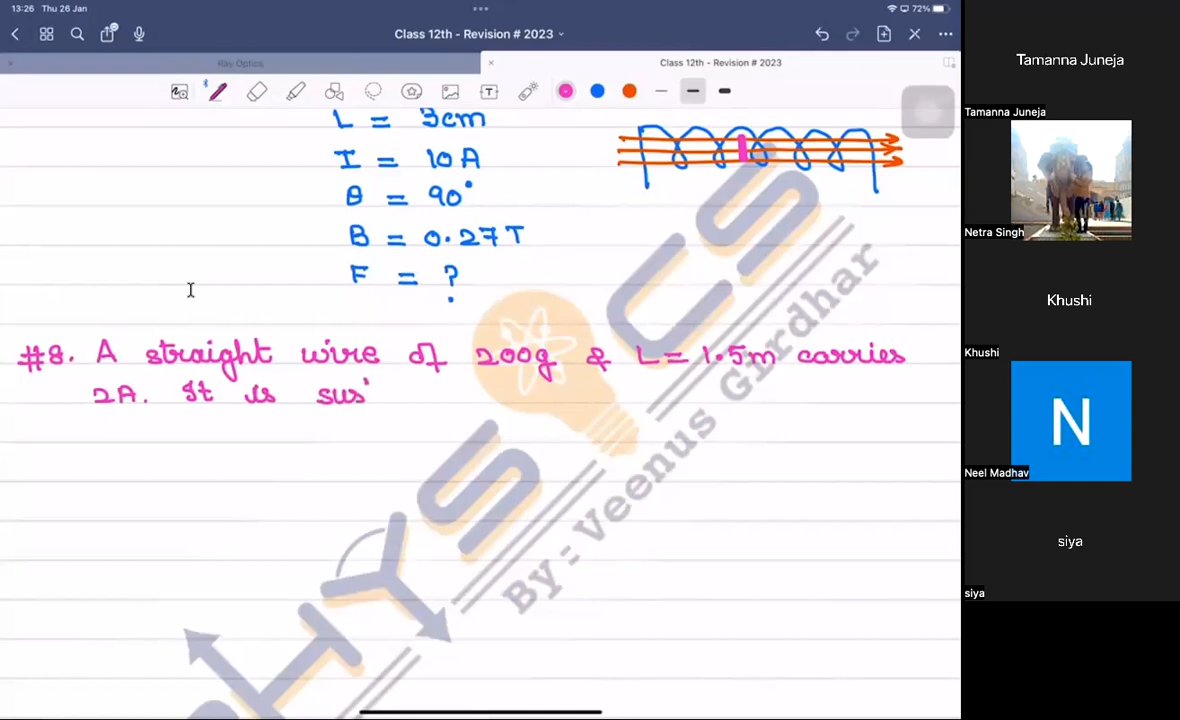 13:26 Thu 26 Jan
72%
Class 12th - Revision # 2023
Ray Optics
Class 12th - Revision # 2023
L = 3cm
I = 10A
θ = 90°
B = 0.27T
F = ?
#8. A straight wire of 200g & L = 1.5m carries
2A. It is sus
PHYSICS
By:- Veenus Girdhar
Tamanna Juneja
Tamanna Juneja
Netra Singh
Khushi
Khushi
N
Neel Madhav
siya
siya